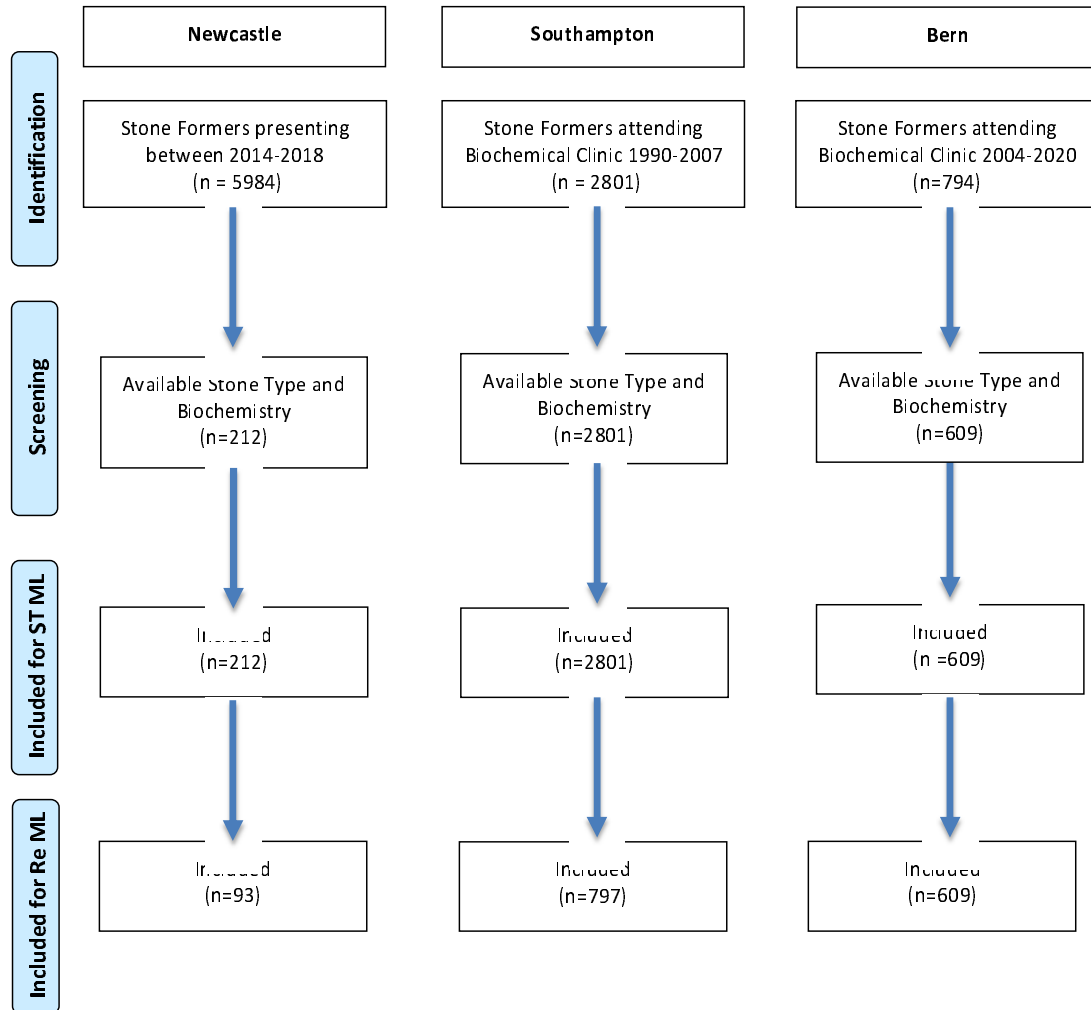 Newcastle
Southampton
Bern
Identification
Stone Formers presenting
between 2014-2018
(n = 5984)
Stone Formers attending
Biochemical Clinic 1990-2007
(n = 2801)
Stone Formers attending
Biochemical Clinic 2004-2020
(n=794)
Screening
Available Stone Type and
Biochemistry
(n=212)
Available Stone Type and
Biochemistry
(n=2801)
Available Stone Type and
Biochemistry
(n=609)
Included for ST ML
Included
(n=212)
Included
(n=2801)
Included
(n =609)
Included for Re ML
Included
(n=93)
Included
(n=797)
Included
(n=609)